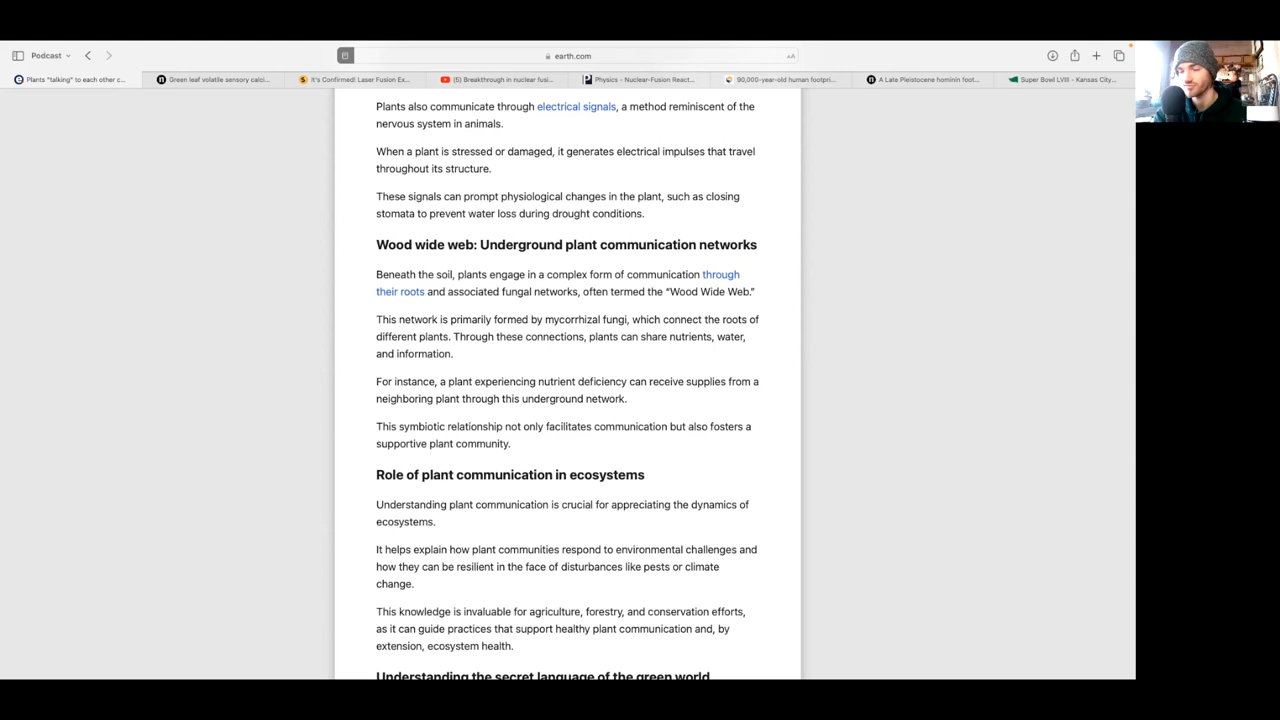 Podcast
earth.com
Plants "talking" to each other c...
Green leaf volatile sensory calci...
It's Confirmed! Laser Fusion Ex...
(5) Breakthrough in nuclear fusi...
Physics - Nuclear-Fusion React...
90,000-year-old human footpri...
A Late Pleistocene hominin foot...
Super Bowl LVIII - Kansas City...
Plants also communicate through electrical signals, a method reminiscent of the
nervous system in animals.
When a plant is stressed or damaged, it generates electrical impulses that travel
throughout its structure.
These signals can prompt physiological changes in the plant, such as closing
stomata to prevent water loss during drought conditions.
Wood wide web: Underground plant communication networks
Beneath the soil, plants engage in a complex form of communication through
their roots and associated fungal networks, often termed the “Wood Wide Web.”
This network is primarily formed by mycorrhizal fungi, which connect the roots of
different plants. Through these connections, plants can share nutrients, water,
and information.
For instance, a plant experiencing nutrient deficiency can receive supplies from a
neighboring plant through this underground network.
This symbiotic relationship not only facilitates communication but also fosters a
supportive plant community.
Role of plant communication in ecosystems
Understanding plant communication is crucial for appreciating the dynamics of
ecosystems.
It helps explain how plant communities respond to environmental challenges and
how they can be resilient in the face of disturbances like pests or climate
change.
This knowledge is invaluable for agriculture, forestry, and conservation efforts,
as it can guide practices that support healthy plant communication and, by
extension, ecosystem health.
Understanding the secret language of the green world